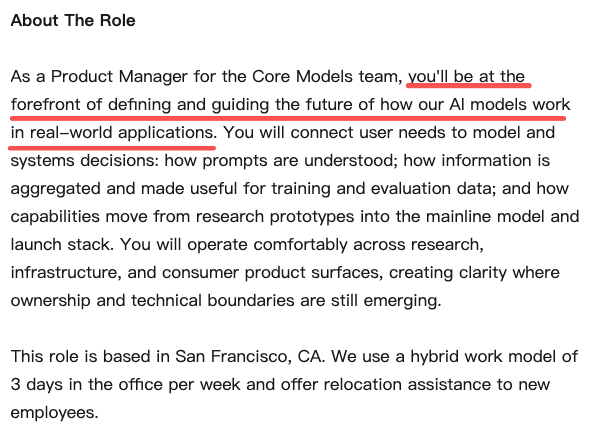 About The Role
As a Product Manager for the Core Models team, you'll be at the
forefront of defining and guiding the future of how our AI models work
in real-world applications. You will connect user needs to model and
systems decisions: how prompts are understood; how information is
aggregated and made useful for training and evaluation data; and how
capabilities move from research prototypes into the mainline model and
launch stack. You will operate comfortably across research,
infrastructure, and consumer product surfaces, creating clarity where
ownership and technical boundaries are still emerging.
This role is based in San Francisco, CA. We use a hybrid work model of
3 days in the office per week and offer relocation assistance to new
employees.